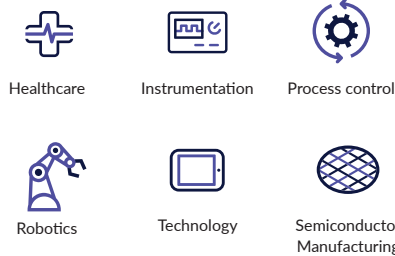 Healthcare
Instrumentation
Process control
Robotics
Technology
Semiconducto
Manufacturing